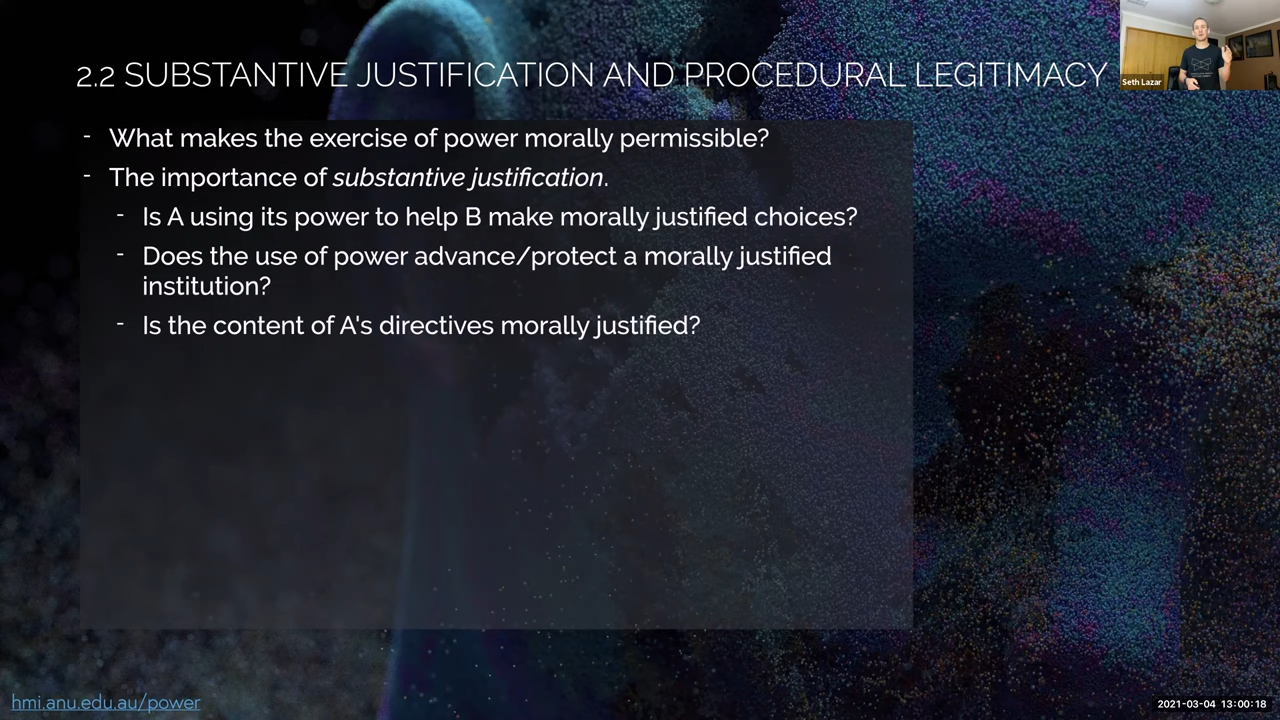 2.2 SUBSTANTIVE JUSTIFICATION AND PROCEDURAL LEGITIMACY
Seth Lazar
- What makes the exercise of power morally permissible?
- The importance of substantive justification.
- Is A using its power to help B make morally justified choices?
- Does the use of power advance/protect a morally justified
institution?
- Is the content of A's directives morally justified?
hmi.anu.edu.au/power
2021-03-04 13:00:18